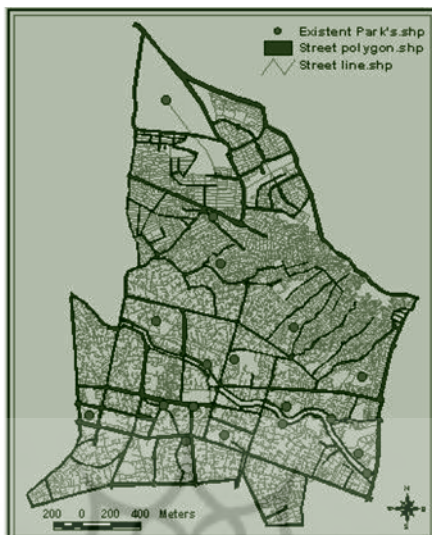 Existent Park's.shp
Street polygon.shp
Street line.shp
200 0 200 400 Meters
N
S